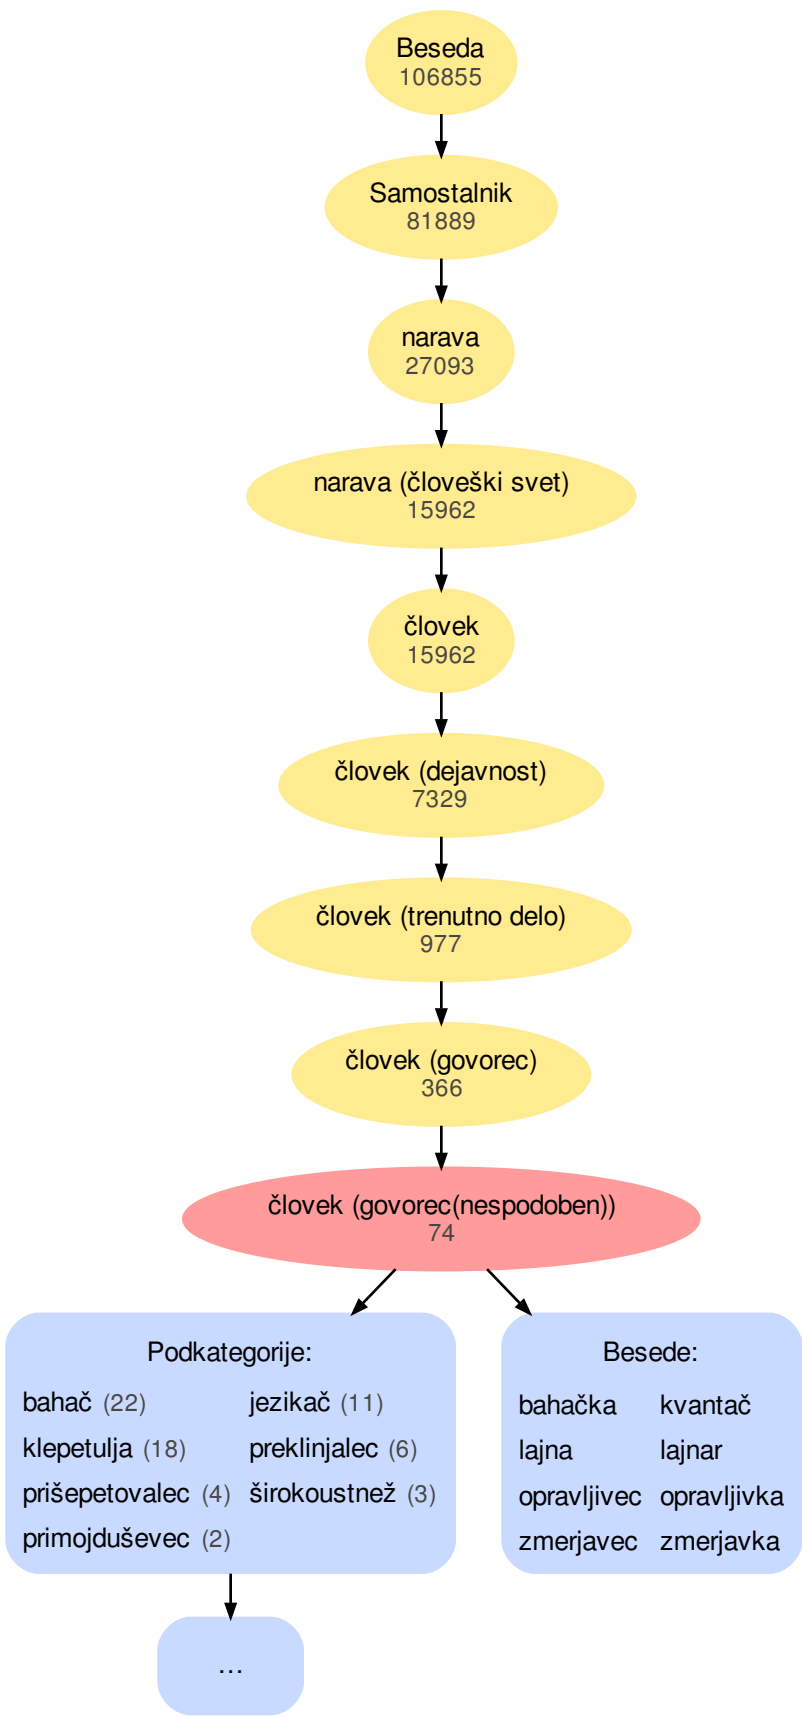 Beseda
106855
Samostalnik
81889
narava
27093
narava (človeški svet)
15962
človek
15962
človek (dejavnost)
7329
človek (trenutno delo)
977
človek (govorec)
366
človek (govorec(nespodoben))
74
Podkategorije:
bahač (22) jezikač (11)
klepetulja (18) preklinjalec (6)
prišepetovalec (4) širokoustnež (3)
primojduševec (2)
...
Besede:
bahačka kvantač
lajna lajnar
opravljivec opravljivka
zmerjavec zmerjavka